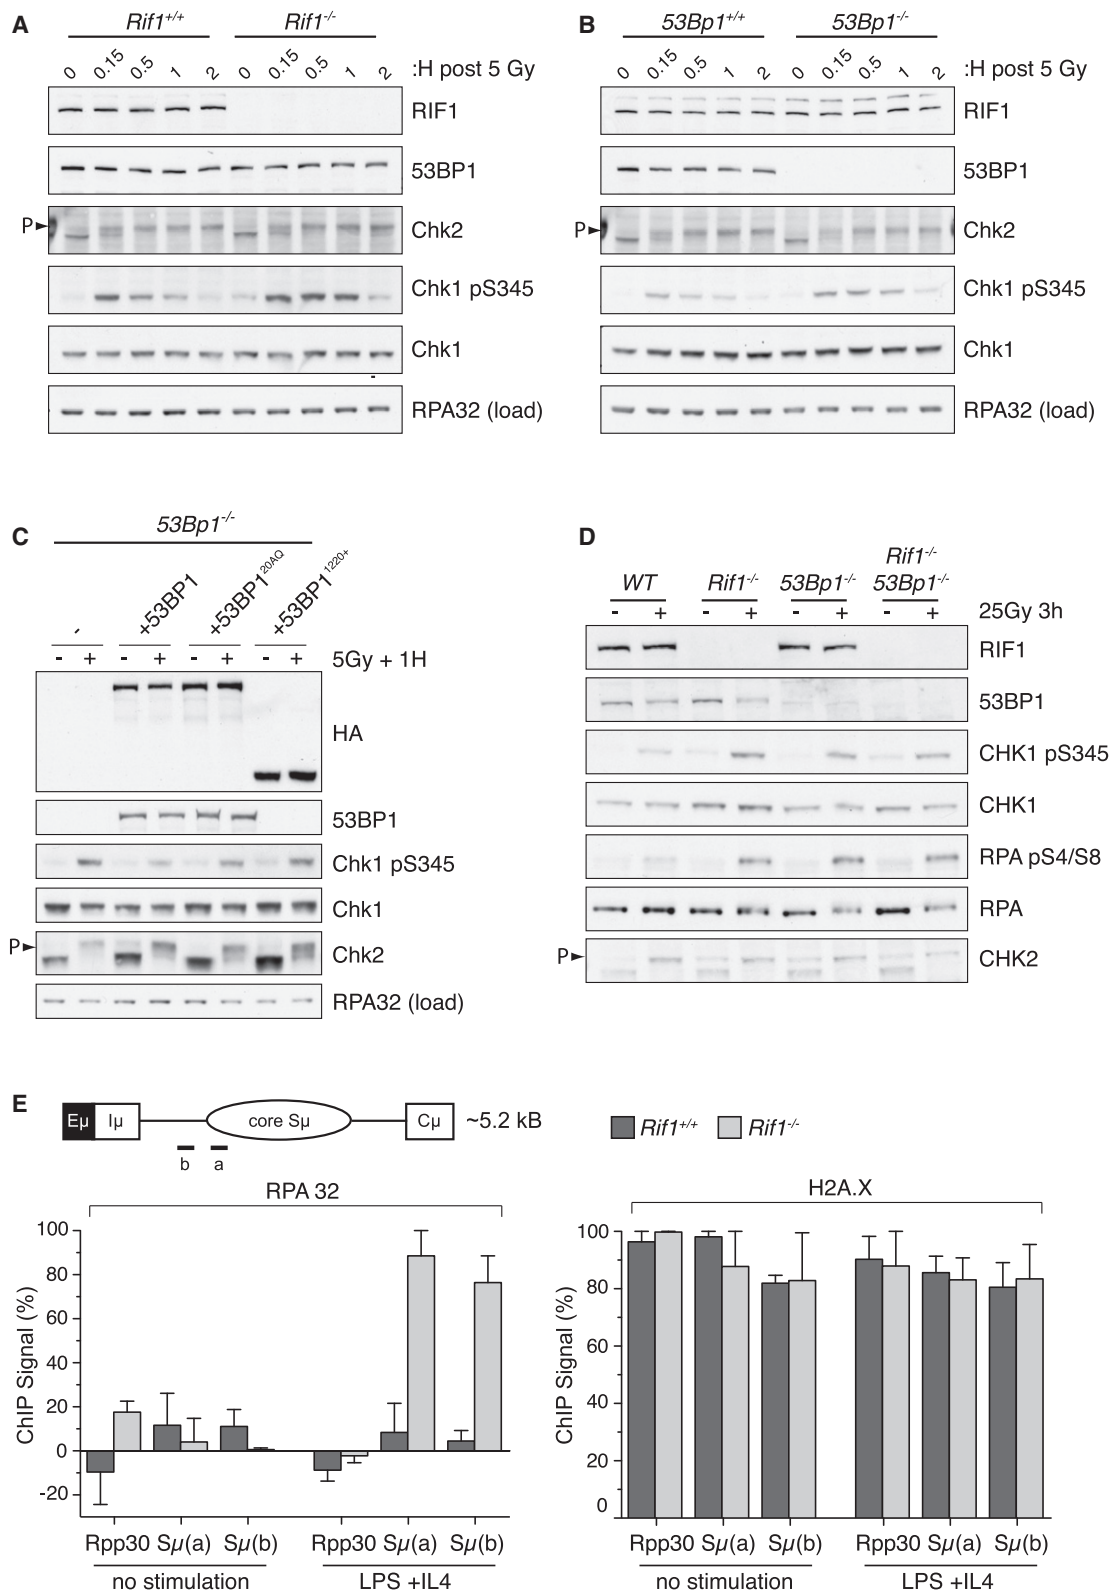 A
Rif1+/+
Rif1-/-
0 0.15 0.5 1 2 0 0.15 0.5 1 2 :H post 5 Gy
RIF1
53BP1
P Chk2
Chk1 pS345
Chk1
RPA32 (load)
B
53Bp1+/+
53Bp1-/-
0 0.15 0.5 1 2 0 0.15 0.5 1 2 :H post 5 Gy
RIF1
53BP1
P Chk2
Chk1 pS345
Chk1
RPA32 (load)
C
53Bp1-/-
- +53BP1 +53BP1 20AQ +53BP1 1220+
- + - + - + - + 5Gy + 1H
HA
53BP1
Chk1 pS345
Chk1
P Chk2
RPA32 (load)
D
WT Rif1-/- 53Bp1-/- Rif1-/- 53Bp1-/-
- + - + - + - + 25Gy 3h
RIF1
53BP1
CHK1 pS345
CHK1
RPA pS4/S8
RPA
P CHK2
E
Eμ Iμ core Sμ Cμ ~5.2 kB
b a
Rif1+/+ Rif1-/-
RPA 32
ChIP Signal (%)
100
80
60
40
20
0
-20
Rpp30 Sμ(a) Sμ(b) Rpp30 Sμ(a) Sμ(b)
no stimulation LPS +IL4
H2A.X
ChIP Signal (%)
100
80
60
40
20
0
Rpp30 Sμ(a) Sμ(b) Rpp30 Sμ(a) Sμ(b)
no stimulation LPS +IL4